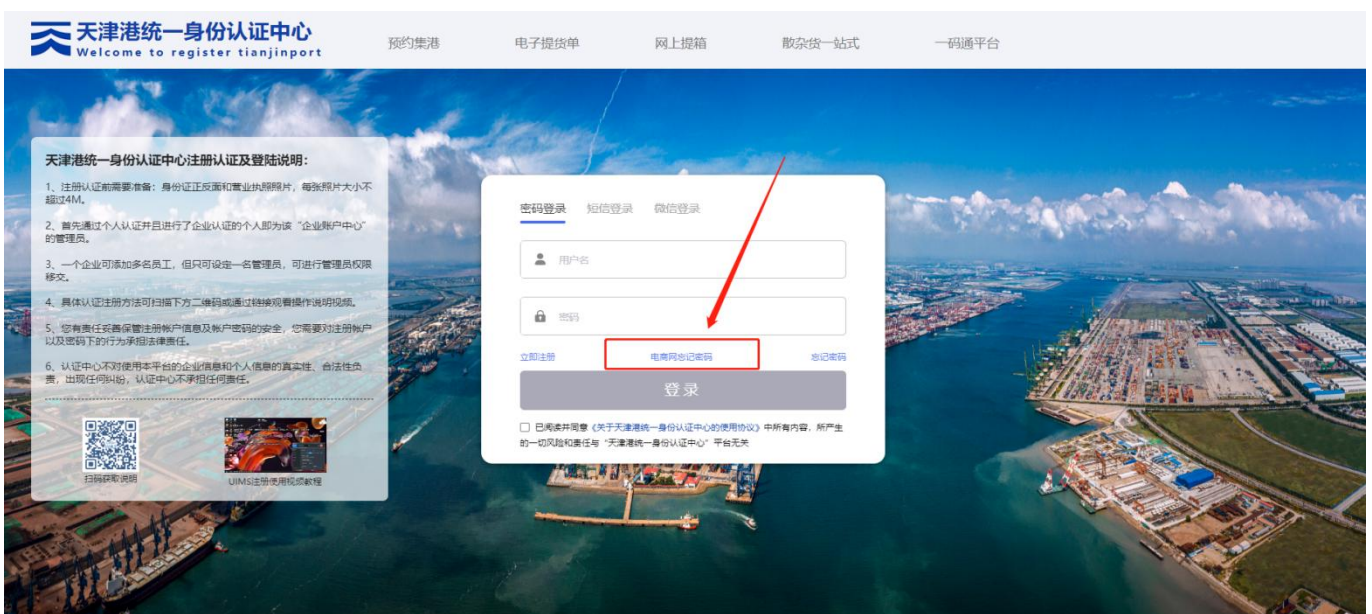 天津港统一身份认证中心
Welcome to register tianjinport
预约集港
电子提货单
网上提箱
散杂货一站式
一码通平台
天津港统一身份认证中心注册认证及登陆说明：
1、注册认证前需要准备：身份证正反面和营业执照照片，每张照片大小不
超过4M。
2、首先通过个人认证并且进行了企业认证的个人即为该“企业账户中心”
的管理员。
3、一个企业可添加多名员工，但只可设定一名管理员，可进行管理员权限
移交。
4、具体认证注册方法可扫描下方二维码或通过链接观看操作说明视频。
5、您有责任妥善保管注册帐户信息及帐户密码的安全，您需要对注册帐户
以及密码下的行为承担法律责任。
6、认证中心不对使用本平台的企业信息和个人信息的真实性、合法性负
责，出现任何纠纷，认证中心不承担任何责任。
扫码获取说明
UIMS注册使用视频教程
密码登录
短信登录
微信登录
用户名
密码
立即注册
电商网忘记密码
忘记密码
登录
已阅读并同意《关于天津港统一身份认证中心的使用协议》中所有内容，所产生
的一切风险和责任与“天津港统一身份认证中心”平台无关